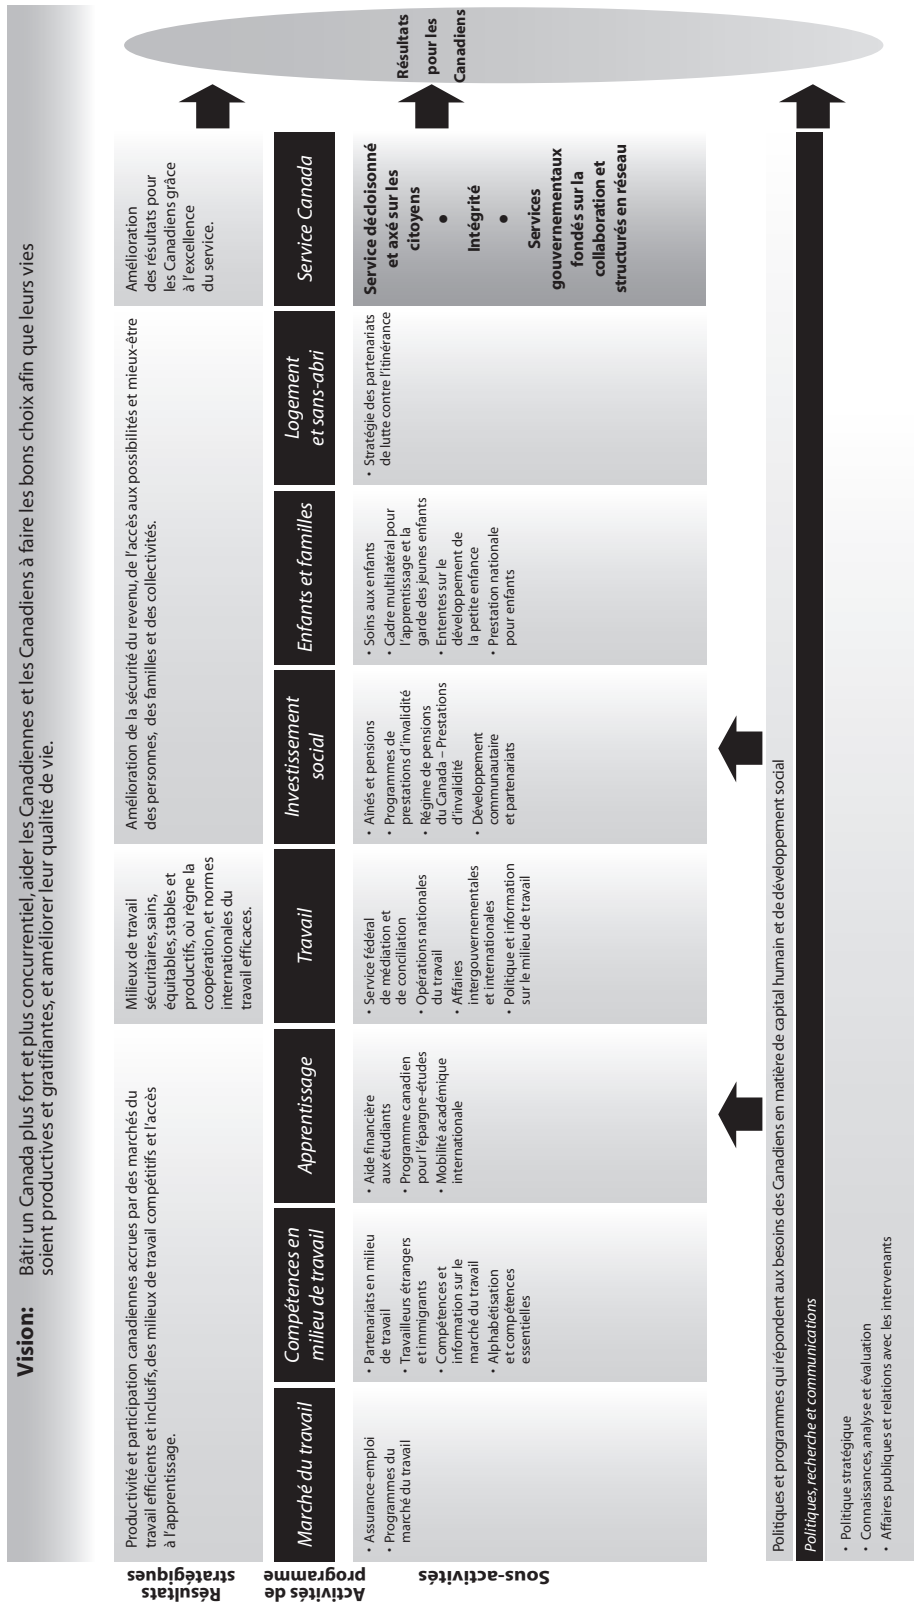 Vision:
Bâtir un Canada plus fort et plus concurrentiel, aider les Canadiennes et les Canadiens à faire les bons choix afin que leurs vies
soient productives et gratifiantes, et améliorer leur qualité de vie.
Résultats
stratégiques
Productivité et participation canadiennes accrues par des marchés du
travail efficients et inclusifs, des milieux de travail compétitifs et l'accès
à l'apprentissage.
Milieux de travail
sécuritaires, sains,
équitables, stables et
productifs, où règne la
coopération, et normes
internationales du
travail efficaces.
Amélioration de la sécurité du revenu, de l'accès aux possibilités et mieux-être
des personnes, des familles et des collectivités.
Amélioration
des résultats pour
les Canadiens grâce
à l'excellence
du service.
Activités de
programme
Marché du travail
Compétences en
milieu de travail
Apprentissage
Travail
Investissement
social
Enfants et familles
Logement
et sans-abri
Service Canada
Sous-activités
• Assurance-emploi
• Programmes du
marché du travail
• Partenariats en milieu
de travail
• Travailleurs étrangers
et immigrants
• Compétences et
information sur le
marché du travail
• Alphabétisation
et compétences
essentielles
• Aide financière
aux étudiants
• Programme canadien
pour l'épargne-études
• Mobilité académique
internationale
• Service fédéral
de médiation et
de conciliation
• Opérations nationales
du travail
• Affaires
intergouvernementales
et internationales
• Politique et information
sur le milieu de travail
• Aînés et pensions
• Programmes de
prestations d'invalidité
• Régime de pensions
du Canada – Prestations
d'invalidité
• Développement
communautaire
et partenariats
• Soins aux enfants
• Cadre multilatéral pour
l'apprentissage et la
garde des jeunes enfants
• Ententes sur le
développement de
la petite enfance
• Prestation nationale
pour enfants
• Stratégie des partenariats
de lutte contre l'itinérance
Service décloisonné
et axé sur les
citoyens
•
Intégrité
•
Services
gouvernementaux
fondés sur la
collaboration et
structurés en réseau
Résultats
pour les
Canadiens
Politiques et programmes qui répondent aux besoins des Canadiens en matière de capital humain et de développement social
Politiques, recherche et communications
• Politique stratégique
• Connaissances, analyse et évaluation
• Affaires publiques et relations avec les intervenants